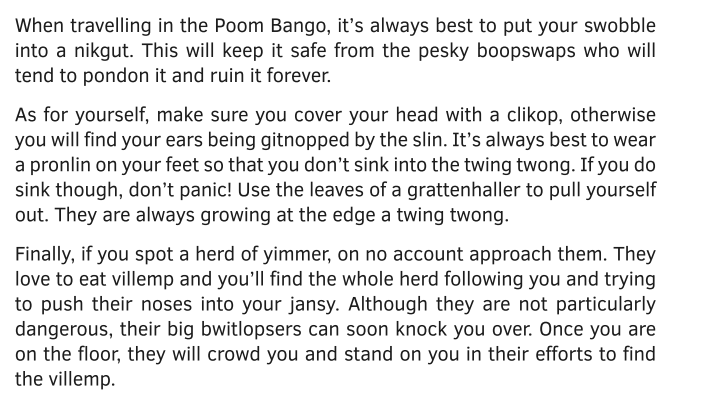 When travelling in the Poom Bango, it’s always best to put your swobble
into a nikgut. This will keep it safe from the pesky boopswaps who will
tend to pondon it and ruin it forever.
As for yourself, make sure you cover your head with a clikop, otherwise
you will find your ears being gitnopped by the slin. It’s always best to wear
a pronlin on your feet so that you don’t sink into the twing twong. If you do
sink though, don’t panic! Use the leaves of a grattenhaller to pull yourself
out. They are always growing at the edge a twing twong.
Finally, if you spot a herd of yimmer, on no account approach them. They
love to eat villemp and you’ll find the whole herd following you and trying
to push their noses into your jansy. Although they are not particularly
dangerous, their big bwitlopsers can soon knock you over. Once you are
on the floor, they will crowd you and stand on you in their efforts to find
the villemp.